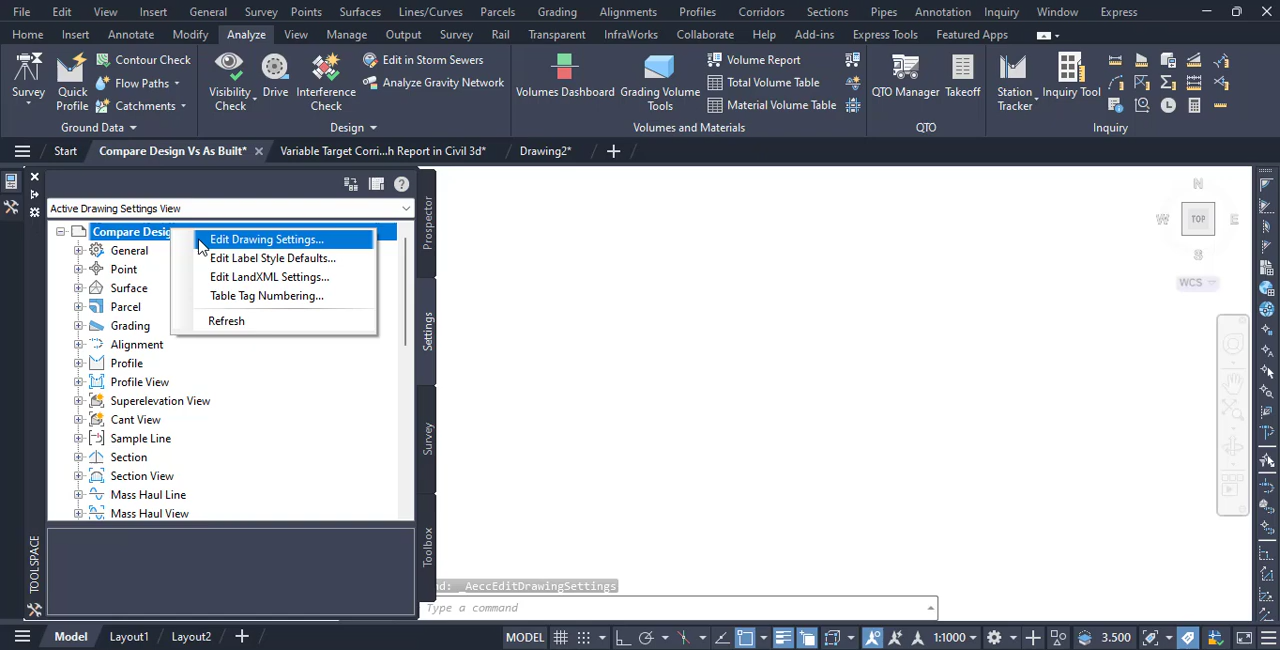 File Edit View Insert General Survey Points Surfaces Lines/Curves Parcels Grading Alignments Profiles Corridors Sections Pipes Annotation Inquiry Window Express
Home Insert Annotate Modify Analyze View Manage Output Survey Rail Transparent InfraWorks Collaborate Help Add-ins Express Tools Featured Apps
Survey
Quick Profile
Contour Check
Flow Paths
Catchments
Ground Data
Visibility Check
Drive
Interference Check
Edit in Storm Sewers
Analyze Gravity Network
Design
Volumes Dashboard
Grading Volume Tools
Volume Report
Total Volume Table
Material Volume Table
Volumes and Materials
QTO Manager
Takeoff
QTO
Station Tracker
Inquiry Tool
Inquiry
Start Compare Design Vs As Built* Variable Target Corri...h Report in Civil 3d* Drawing2*
Active Drawing Settings View
Compare Desig
General
Point
Surface
Parcel
Grading
Alignment
Profile
Profile View
Superelevation View
Cant View
Sample Line
Section
Section View
Mass Haul Line
Mass Haul View
Edit Drawing Settings...
Edit Label Style Defaults...
Edit LandXML Settings...
Table Tag Numbering...
Refresh
Prospector
Settings
Survey
Toolbox
TOOLSPACE
N
W TOP E
S
WCS
nd: _AeccEditDrawingSettings
Type a command
Model Layout1 Layout2
MODEL 1:1000 3.500